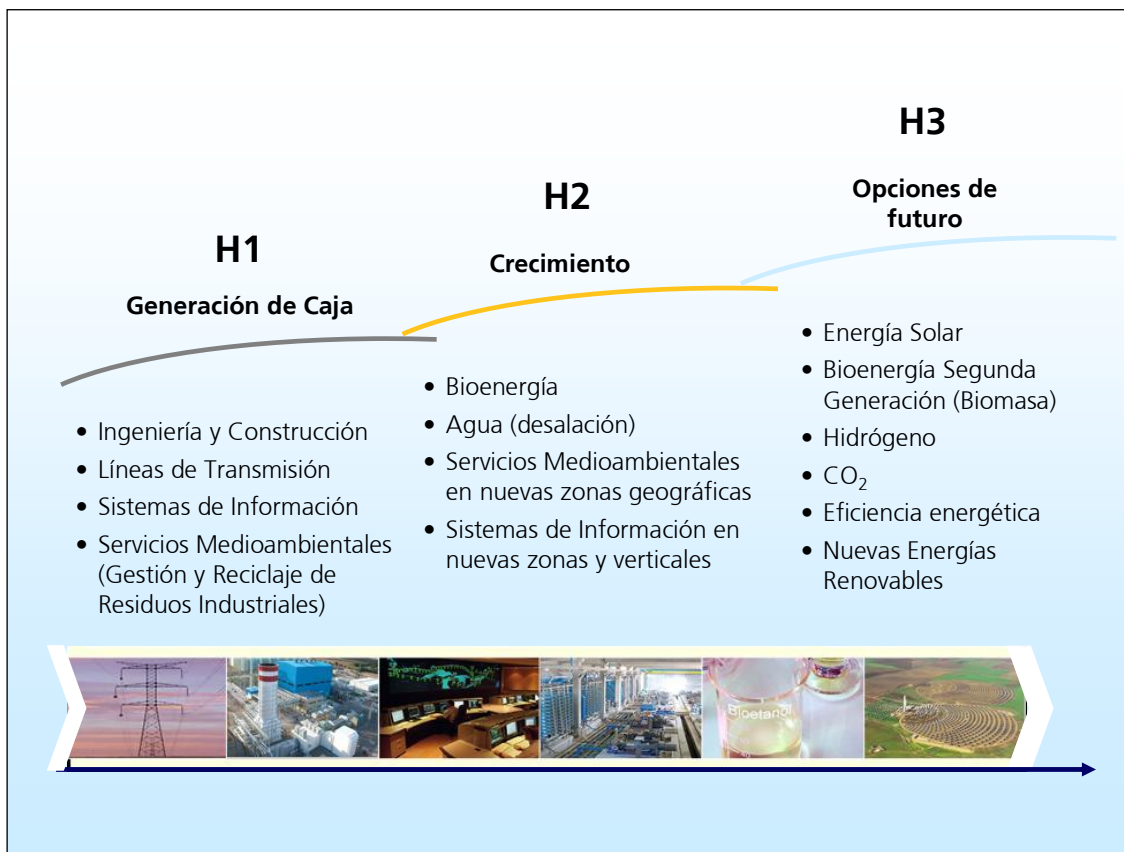 H1
Generación de Caja
• Ingeniería y Construcción
• Líneas de Transmisión
• Sistemas de Información
• Servicios Medioambientales
(Gestión y Reciclaje de
Residuos Industriales)
H2
Crecimiento
• Bioenergía
• Agua (desalación)
• Servicios Medioambientales
en nuevas zonas geográficas
• Sistemas de Información en
nuevas zonas y verticales
H3
Opciones de
futuro
• Energía Solar
• Bioenergía Segunda
Generación (Biomasa)
• Hidrógeno
• CO₂
• Eficiencia energética
• Nuevas Energías
Renovables
Bioetanol